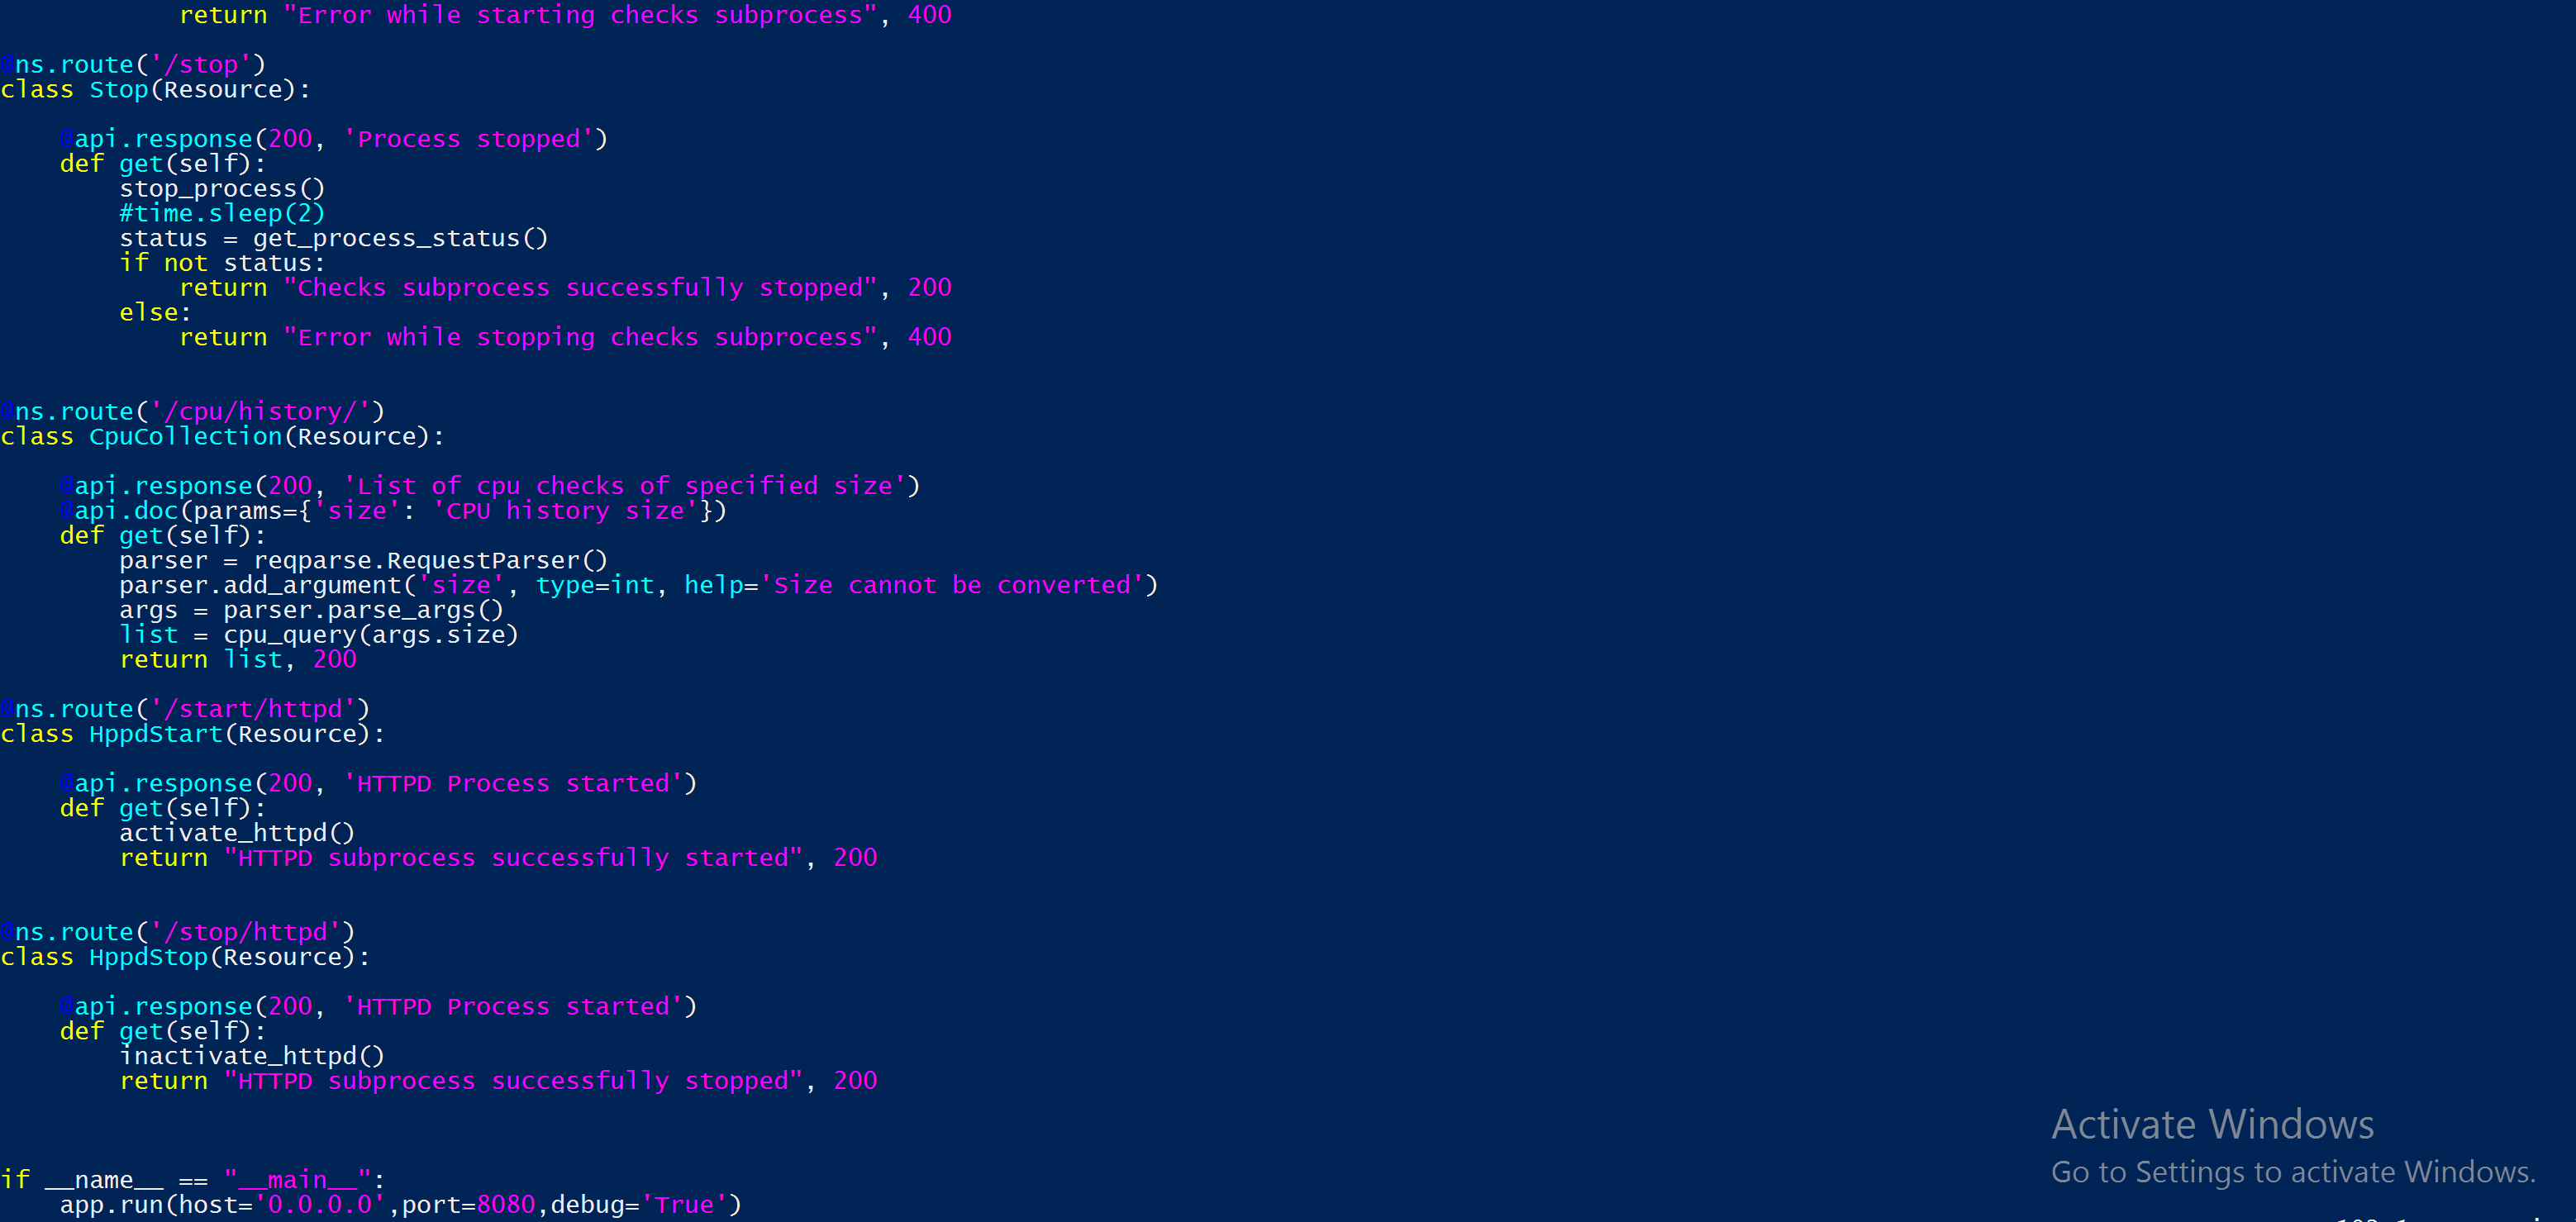 return "Error while starting checks subprocess", 400

@ns.route('/stop')
class Stop(Resource):

    @api.response(200, 'Process stopped')
    def get(self):
        stop_process()
        #time.sleep(2)
        status = get_process_status()
        if not status:
            return "Checks subprocess successfully stopped", 200
        else:
            return "Error while stopping checks subprocess", 400


@ns.route('/cpu/history/')
class CpuCollection(Resource):

    @api.response(200, 'List of cpu checks of specified size')
    @api.doc(params={'size': 'CPU history size'})
    def get(self):
        parser = reqparse.RequestParser()
        parser.add_argument('size', type=int, help='Size cannot be converted')
        args = parser.parse_args()
        list = cpu_query(args.size)
        return list, 200

@ns.route('/start/httpd')
class HppdStart(Resource):

    @api.response(200, 'HTTPD Process started')
    def get(self):
        activate_httpd()
        return "HTTPD subprocess successfully started", 200


@ns.route('/stop/httpd')
class HppdStop(Resource):

    @api.response(200, 'HTTPD Process started')
    def get(self):
        inactivate_httpd()
        return "HTTPD subprocess successfully stopped", 200



if __name__ == "__main__":
    app.run(host='0.0.0.0',port=8080,debug='True')
Activate Windows
Go to Settings to activate Windows.